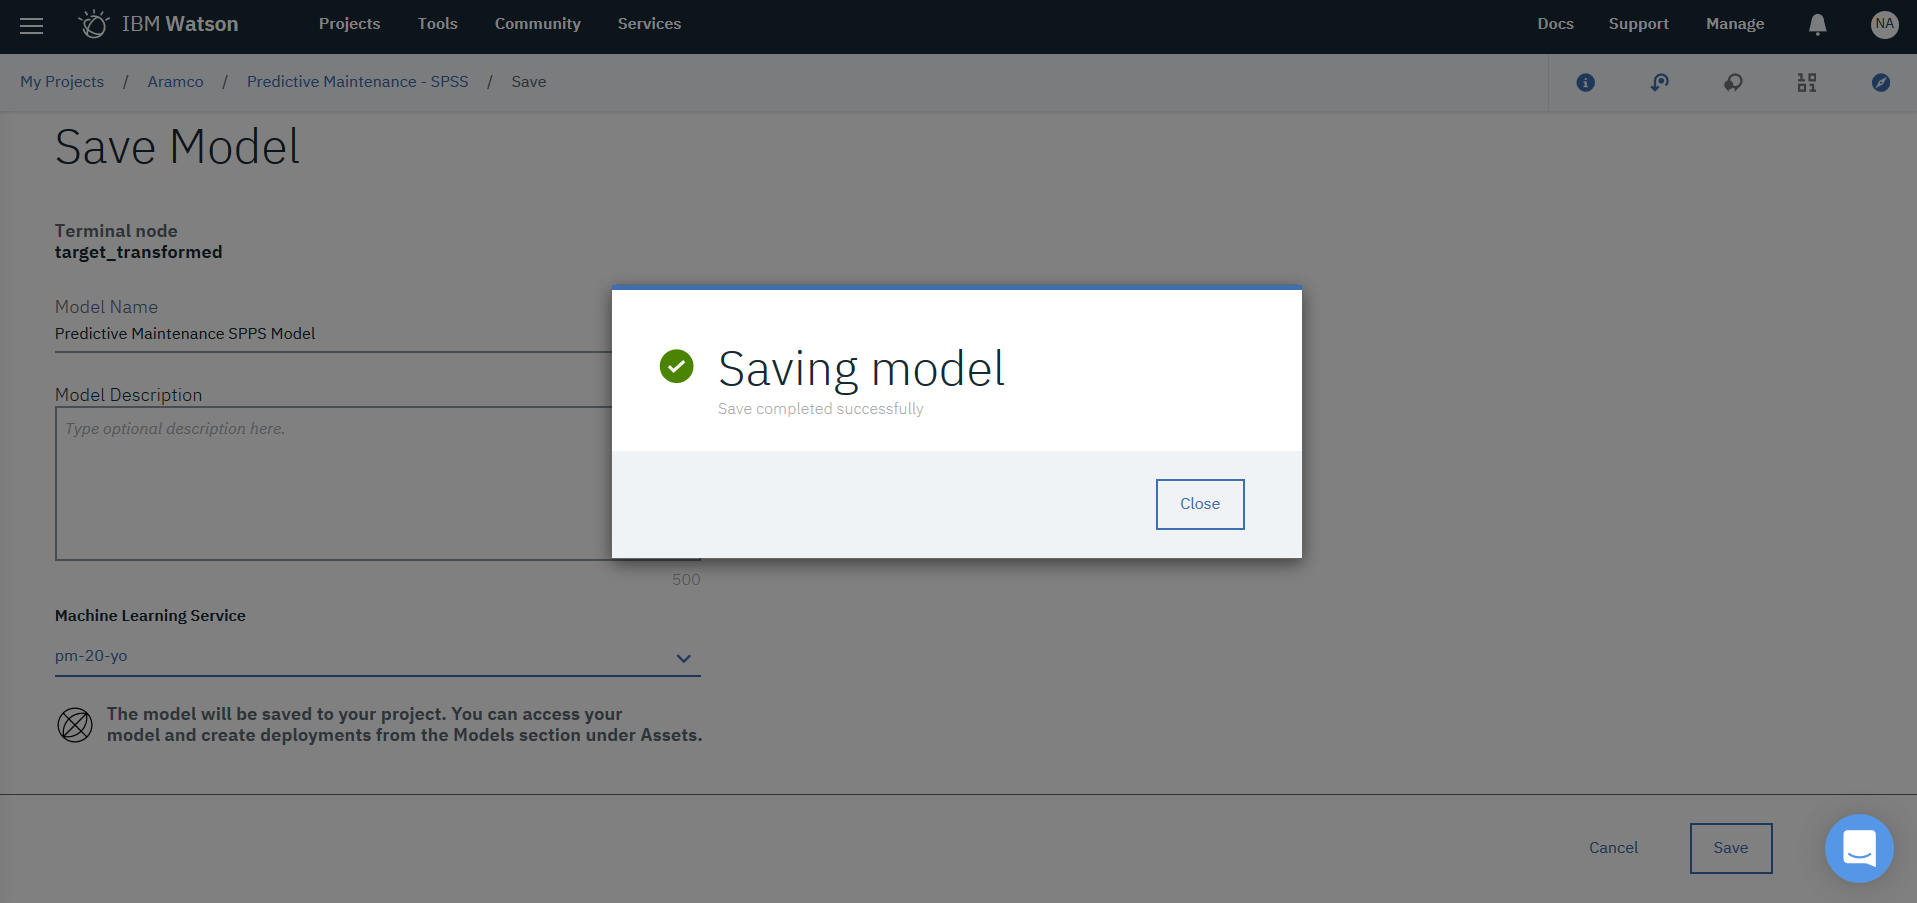 IBM Watson
Projects
Tools
Community
Services
Docs
Support
Manage
NA
My Projects / Aramco / Predictive Maintenance - SPSS / Save
Save Model
Terminal node
target_transformed
Model Name
Predictive Maintenance SPPS Model
Model Description
Type optional description here.
500
Machine Learning Service
pm-20-yo
The model will be saved to your project. You can access your
model and create deployments from the Models section under Assets.
Saving model
Save completed successfully
Close
Cancel
Save